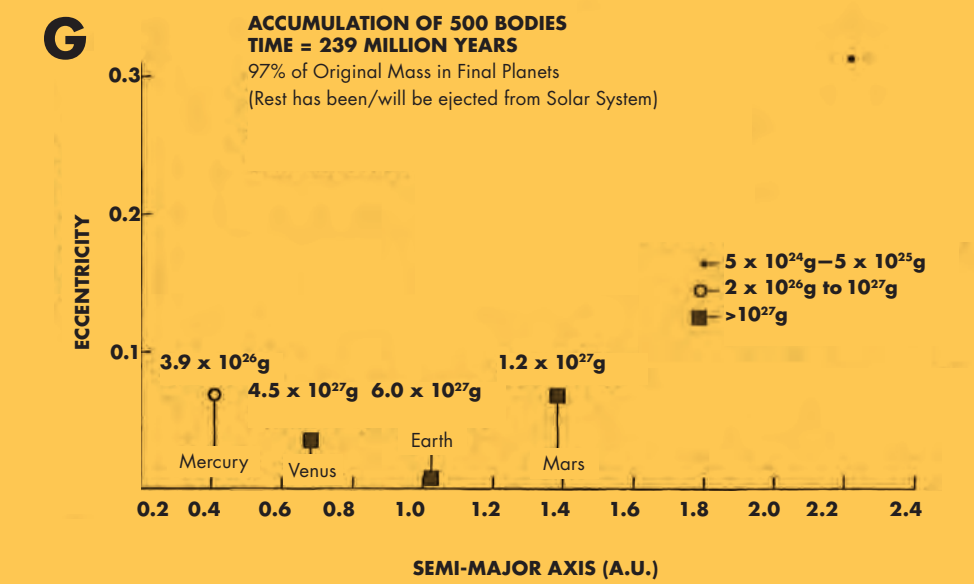 G
ACCUMULATION OF 500 BODIES
TIME = 239 MILLION YEARS
97% of Original Mass in Final Planets
(Rest has been/will be ejected from Solar System)
0.3
0.2
0.1
ECCENTRICITY
5 x 10²⁴g–5 x 10²⁵g
2 x 10²⁶g to 10²⁷g
>10²⁷g
3.9 x 10²⁶g
4.5 x 10²⁷g 6.0 x 10²⁷g
1.2 x 10²⁷g
Mercury
Venus
Earth
Mars
0.2 0.4 0.6 0.8 1.0 1.2 1.4 1.6 1.8 2.0 2.2 2.4
SEMI-MAJOR AXIS (A.U.)